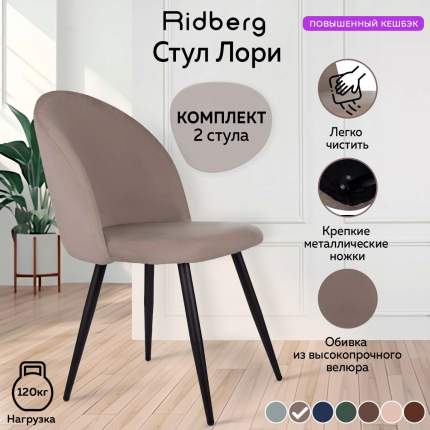 Ridberg
ПОВЫШЕННЫЙ КЕШБЭК
Стул Лори
КОМПЛЕКТ
2 стула
Легко
чистить
Крепкие
металлические
ножки
Обивка
из высокопрочного
велюра
120кг
Нагрузка